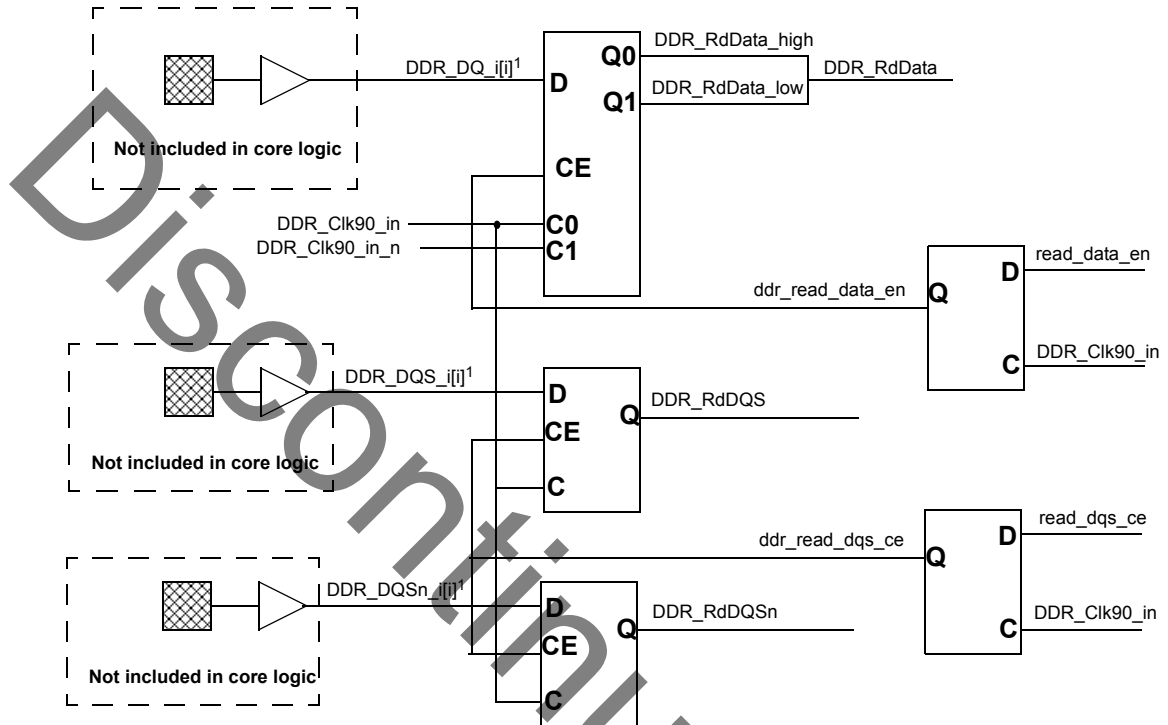 DDR_DQ_i[i]¹
D
Q0
DDR_RdData_high
DDR_RdData
Q1
DDR_RdData_low
Not included in core logic
CE
DDR_Clk90_in
C0
DDR_Clk90_in_n
C1
ddr_read_data_en
Q
D
read_data_en
C
DDR_Clk90_in
DDR_DQS_i[i]¹
D
CE
C
Q
DDR_RdDQS
Not included in core logic
ddr_read_dqs_ce
Q
D
read_dqs_ce
C
DDR_Clk90_in
DDR_DQSn_i[i]¹
D
CE
C
Q
DDR_RdDQSn
Not included in core logic